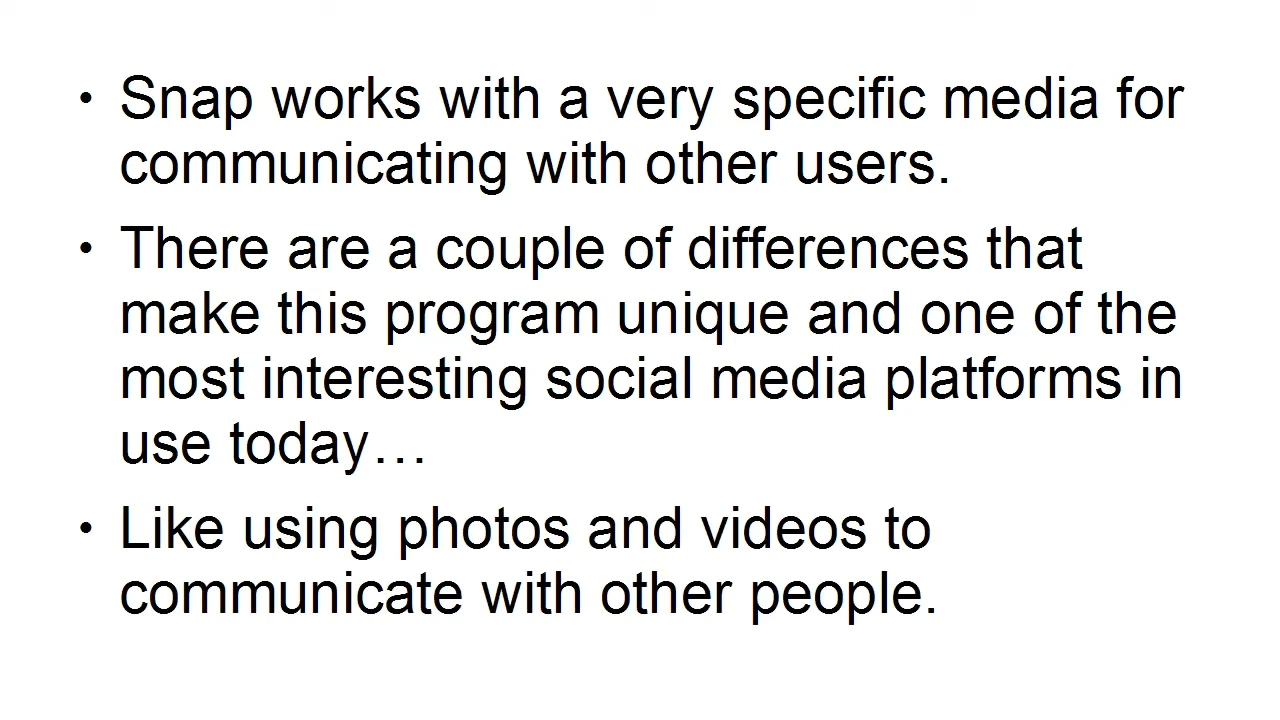 • Snap works with a very specific media for
communicating with other users.
• There are a couple of differences that
make this program unique and one of the
most interesting social media platforms in
use today…
• Like using photos and videos to
communicate with other people.